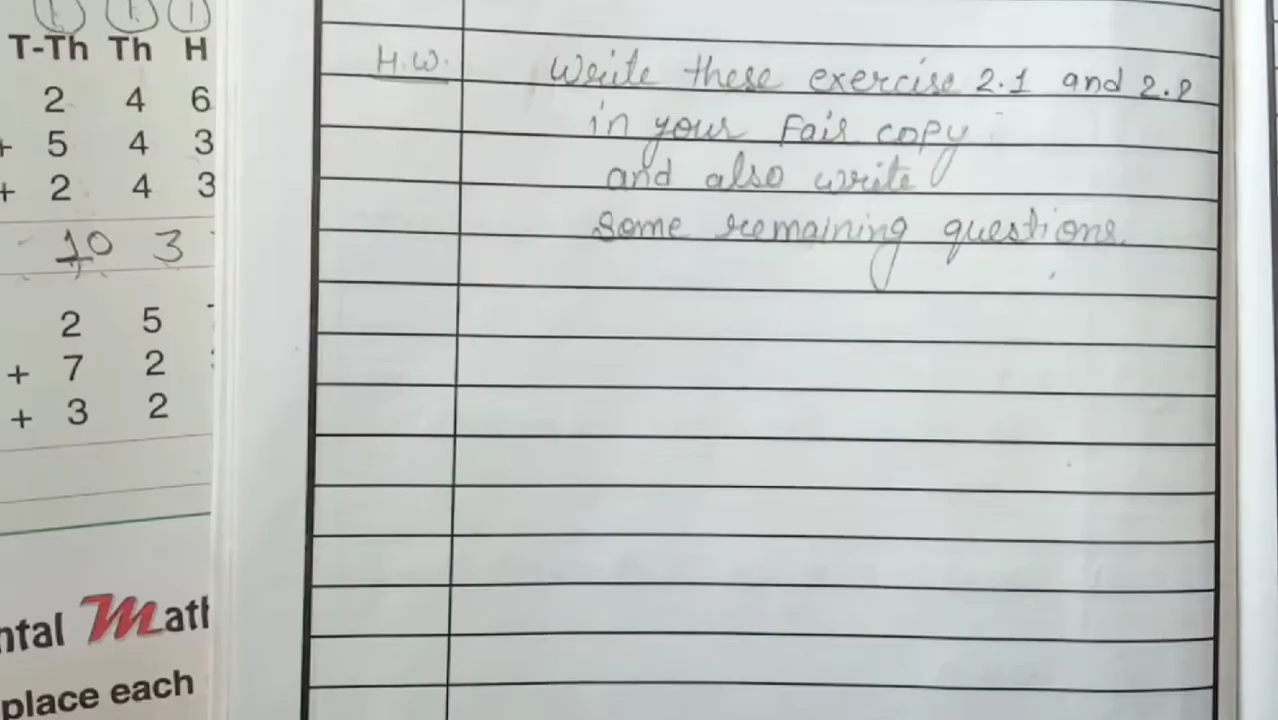 T-Th Th H
2 4 6
+ 5 4 3
+ 2 4 3
10 3
2 5
+ 7 2
+ 3 2
ntal Math
place each
H.W. Write these exercise 2.1 and 2.2
in your Fair copy
and also write
some remaining questions.